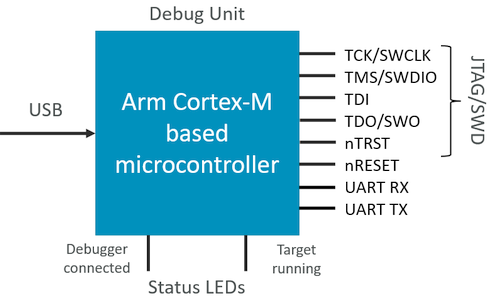 Debug Unit
USB
Arm Cortex-M
based
microcontroller
TCK/SWCLK
TMS/SWDIO
TDI
TDO/SWO
nTRST
nRESET
UART RX
UART TX
JTAG/SWD
Debugger
connected
Target
running
Status LEDs